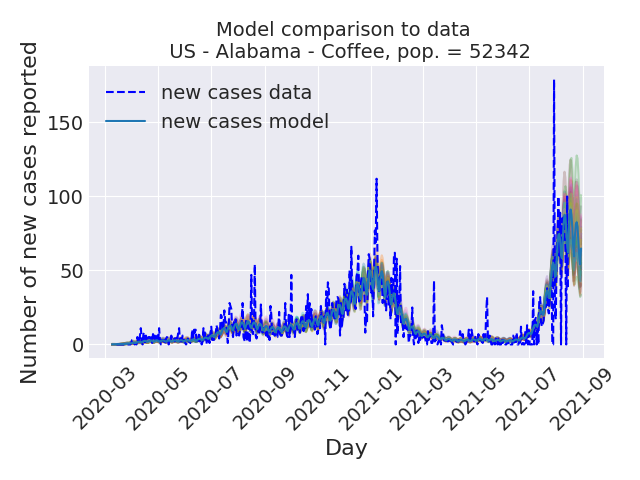 Model comparison to data
US - Alabama - Coffee, pop. = 52342
Number of new cases reported
new cases data
new cases model
150
100
50
0
2020-03
2020-05
2020-07
2020-09
2020-11
2021-01
2021-03
2021-05
2021-07
2021-09
Day